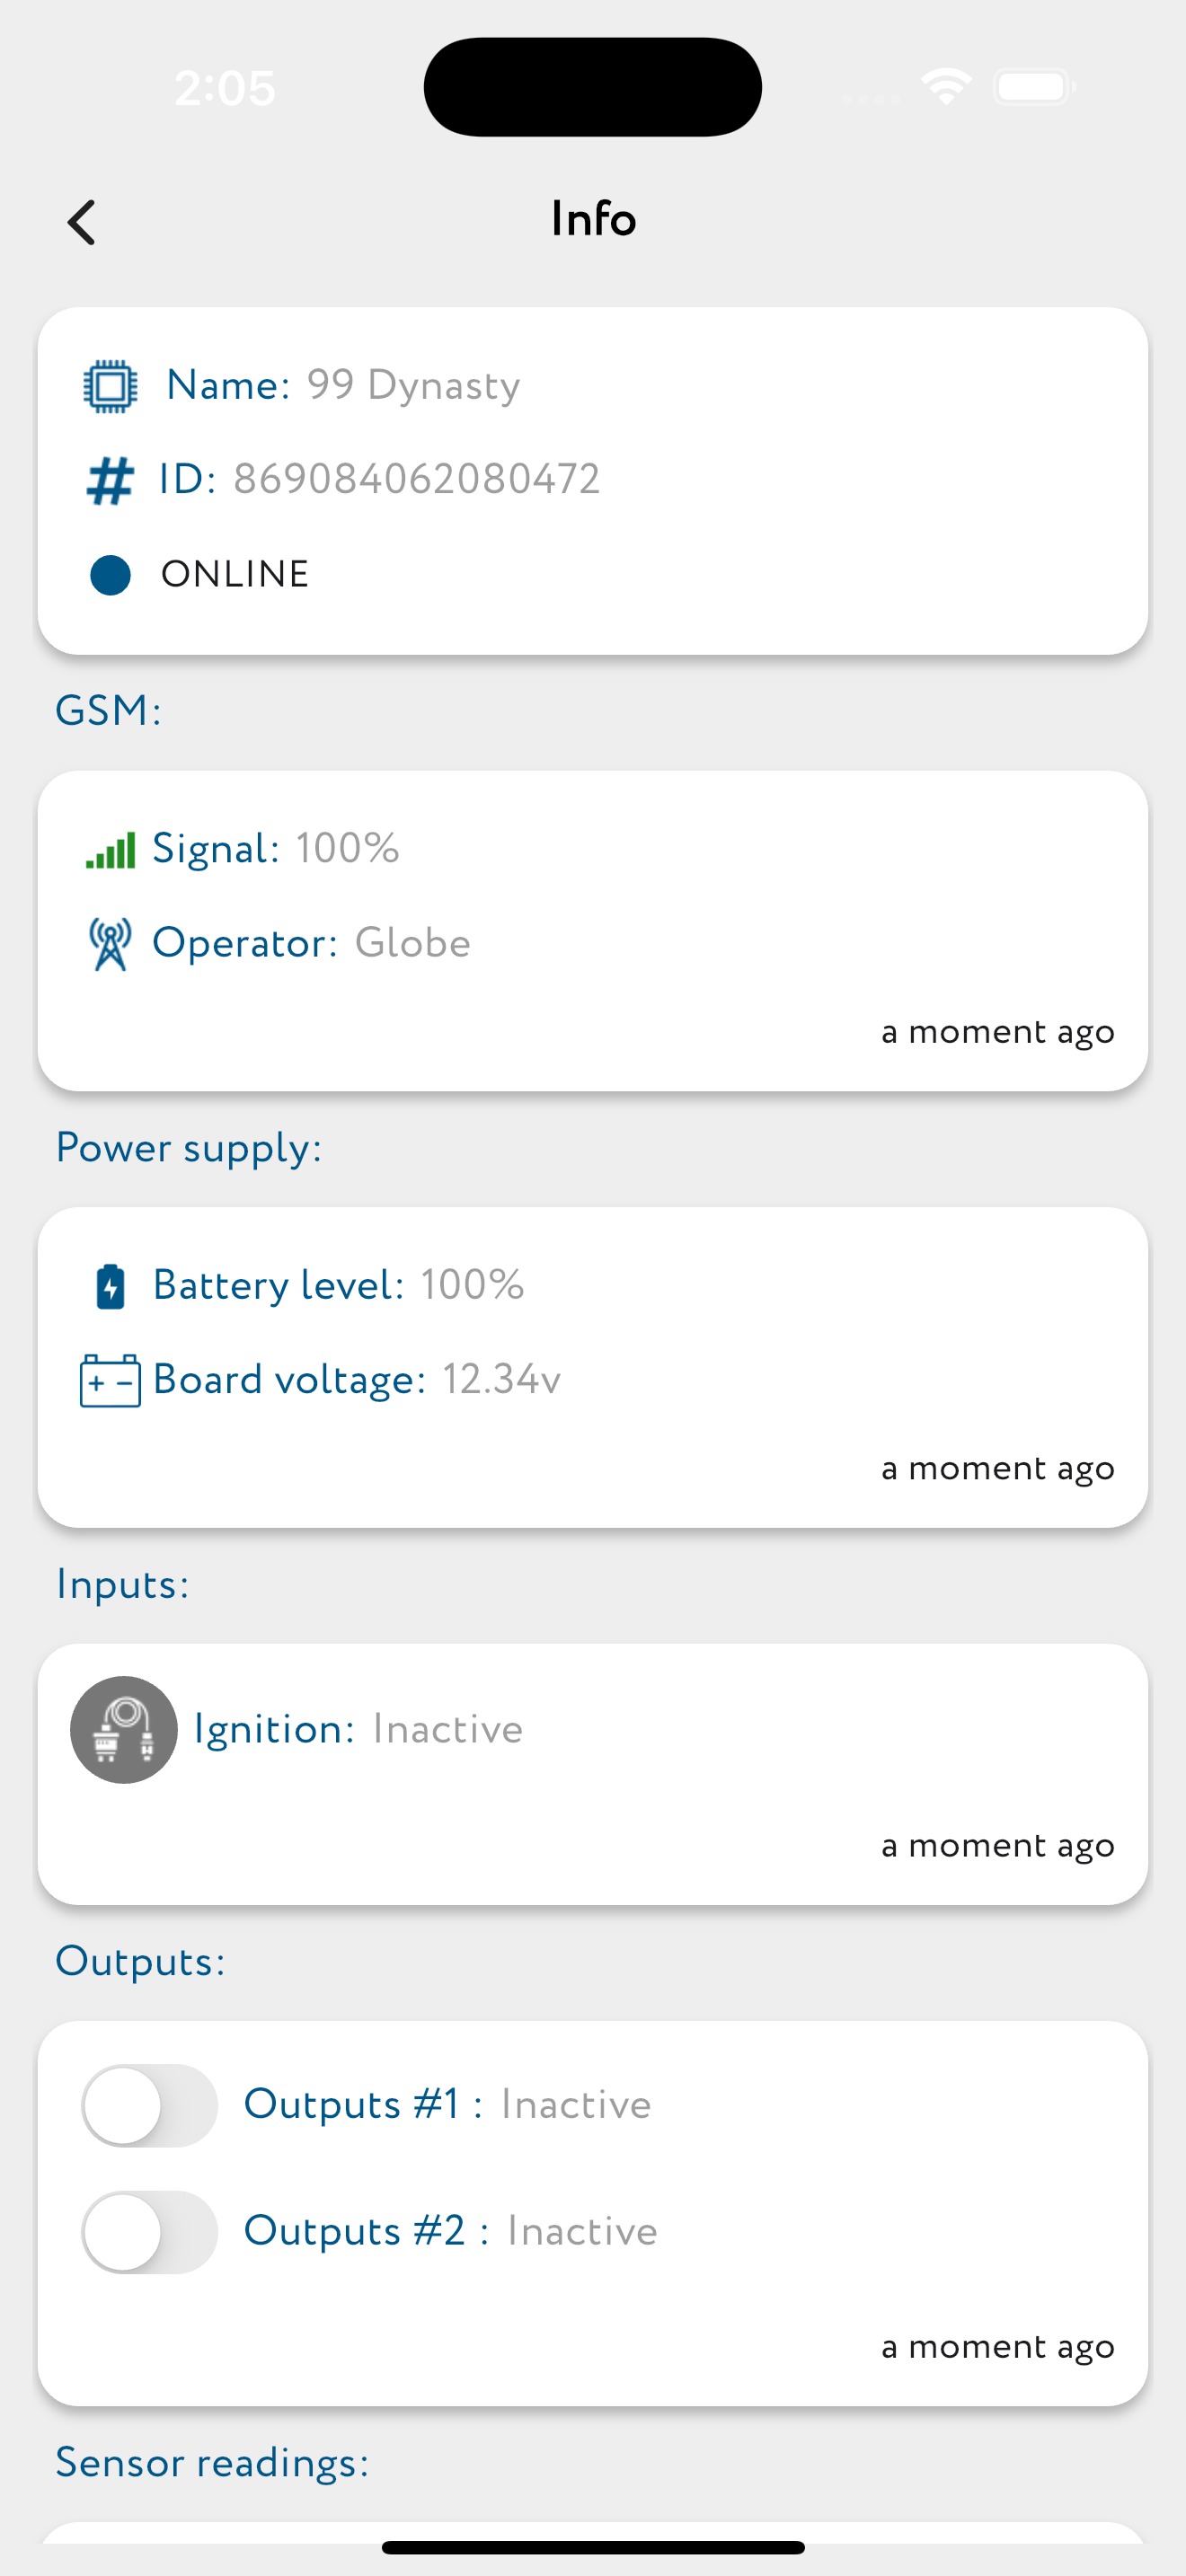 2:05
Info
Name: 99 Dynasty
# ID: 869084062080472
ONLINE
GSM:
Signal: 100%
Operator: Globe
a moment ago
Power supply:
Battery level: 100%
Board voltage: 12.34v
a moment ago
Inputs:
Ignition: Inactive
a moment ago
Outputs:
Outputs #1 : Inactive
Outputs #2 : Inactive
a moment ago
Sensor readings: